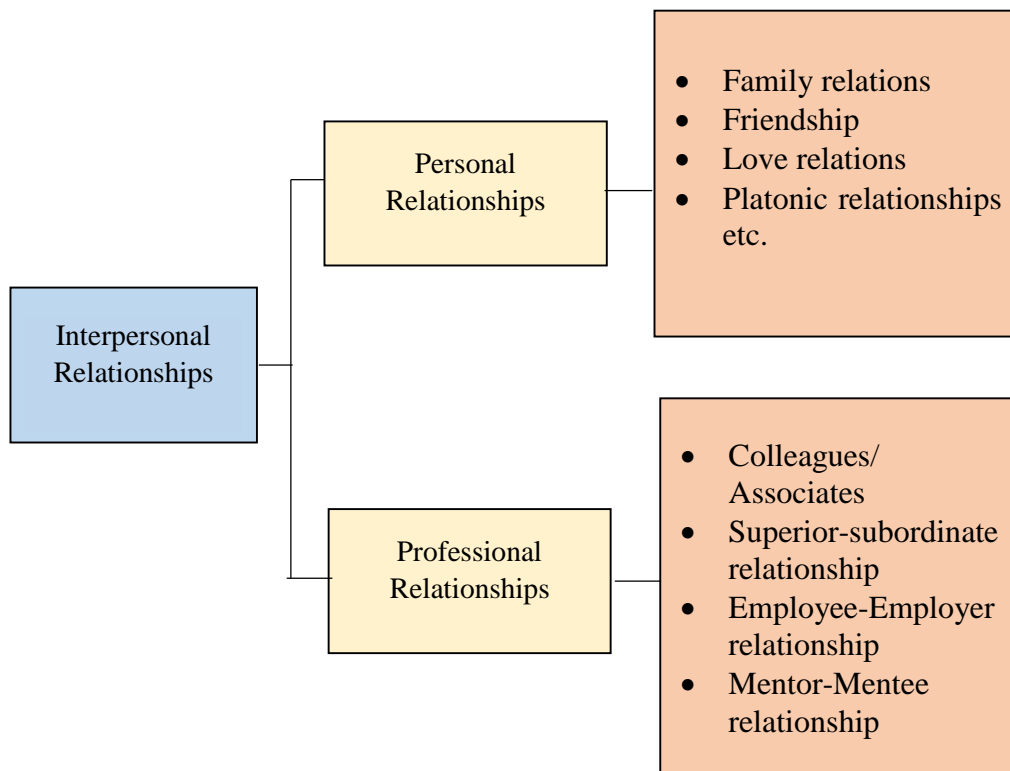 Interpersonal
Relationships
Personal
Relationships
• Family relations
• Friendship
• Love relations
• Platonic relationships
etc.
Professional
Relationships
• Colleagues/
Associates
• Superior-subordinate
relationship
• Employee-Employer
relationship
• Mentor-Mentee
relationship